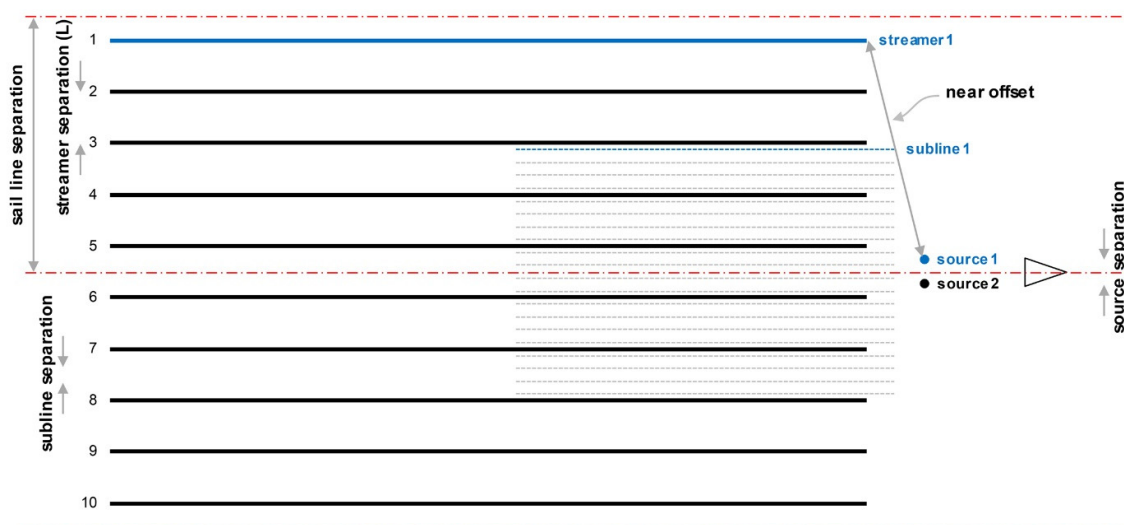 sail line separation
streamer separation (L)
subline separation
1
2
3
4
5
6
7
8
9
10
streamer 1
near offset
subline 1
source 1
source 2
source separation